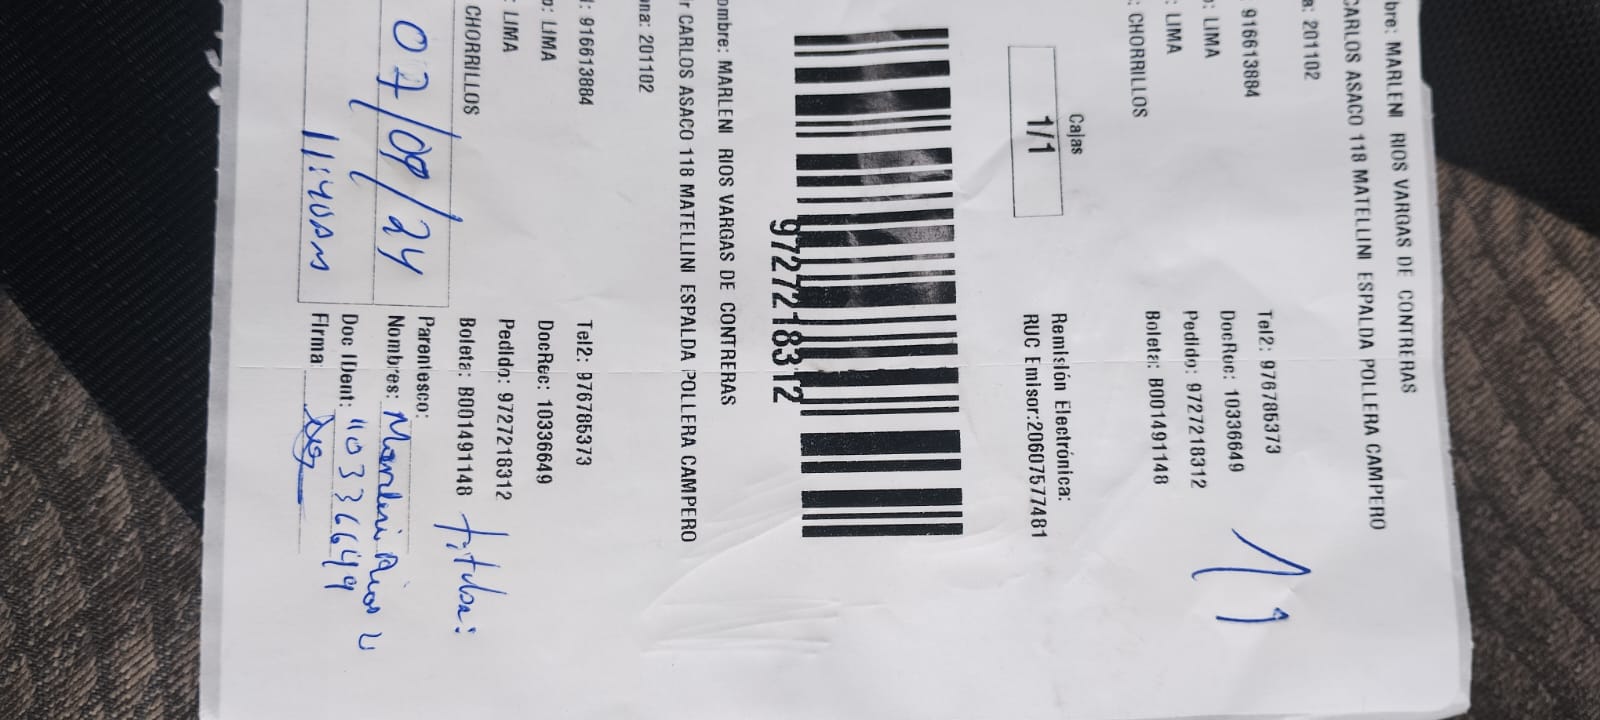 bre: MARLENI RIOS VARGAS DE CONTRERAS
CARLOS ASACO 118 MATELLINI ESPALDA POLLERA CAMPERO
a: 201102
: 916613884 Tel2: 976785373
o: LIMA DocRec: 10336649
: LIMA Pedido: 9727218312
: CHORRILLOS Boleta: B001491148
Cajas
1/1
Remisión Electrónica:
RUC Emisor:20607577481
9727218312
ombre: MARLENI RIOS VARGAS DE CONTRERAS
r CARLOS ASACO 118 MATELLINI ESPALDA POLLERA CAMPERO
ona: 201102
l: 916613884 Tel2: 976785373
o: LIMA DocRec: 10336649
: LIMA Pedido: 9727218312
: CHORRILLOS Boleta: B001491148
Parentesco: titular
07/09/24 Nombres: Marleni Rios
Doc IDent: 10336649
11:40am Firma: